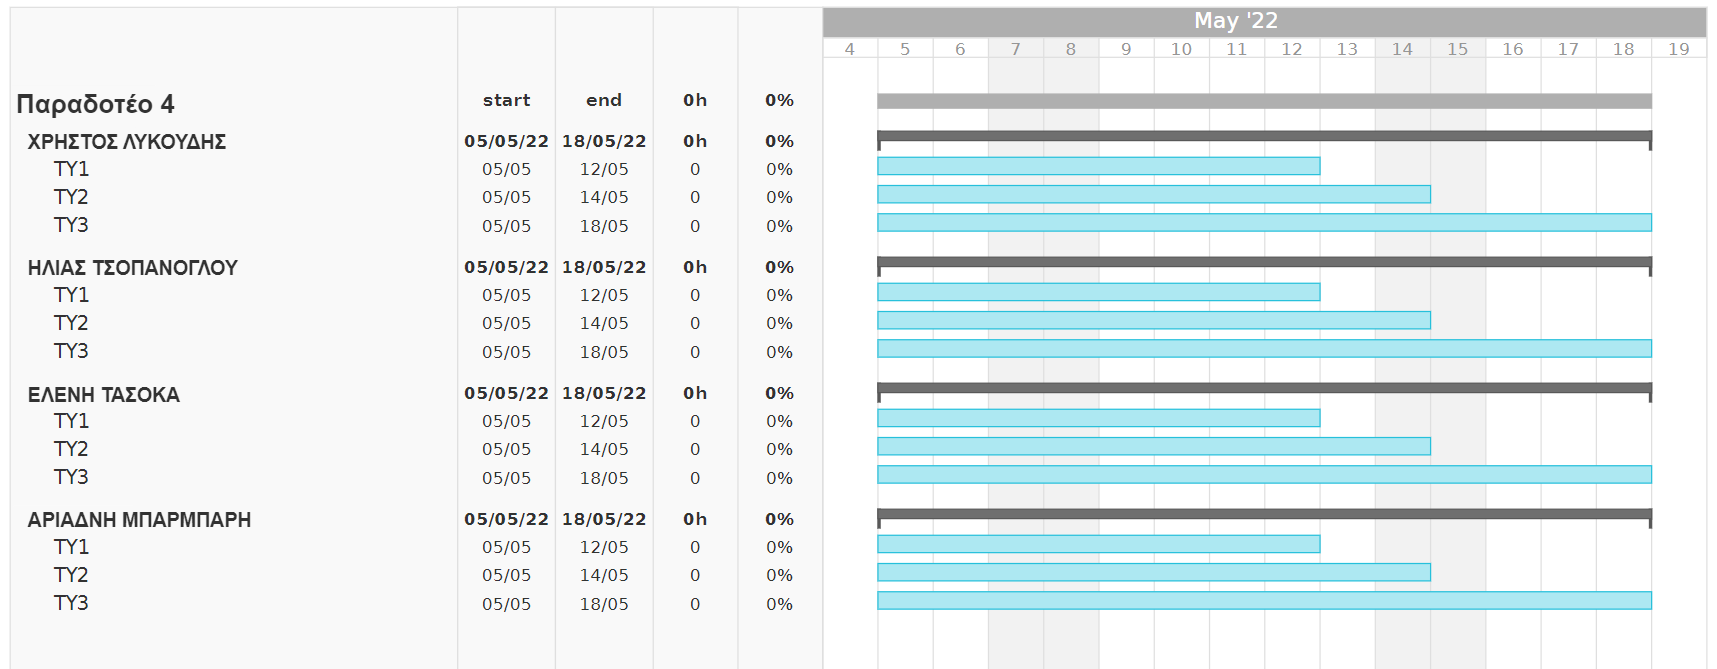 May '22
4 5 6 7 8 9 10 11 12 13 14 15 16 17 18 19
Παραδοτέο 4 start end 0h 0%
ΧΡΗΣΤΟΣ ΛΥΚΟΥΔΗΣ 05/05/22 18/05/22 0h 0%
ΤΥ1 05/05 12/05 0 0%
ΤΥ2 05/05 14/05 0 0%
ΤΥ3 05/05 18/05 0 0%
ΗΛΙΑΣ ΤΣΟΠΑΝΟΓΛΟΥ 05/05/22 18/05/22 0h 0%
ΤΥ1 05/05 12/05 0 0%
ΤΥ2 05/05 14/05 0 0%
ΤΥ3 05/05 18/05 0 0%
ΕΛΕΝΗ ΤΑΣΟΚΑ 05/05/22 18/05/22 0h 0%
ΤΥ1 05/05 12/05 0 0%
ΤΥ2 05/05 14/05 0 0%
ΤΥ3 05/05 18/05 0 0%
ΑΡΙΑΔΝΗ ΜΠΑΡΜΠΑΡΗ 05/05/22 18/05/22 0h 0%
ΤΥ1 05/05 12/05 0 0%
ΤΥ2 05/05 14/05 0 0%
ΤΥ3 05/05 18/05 0 0%